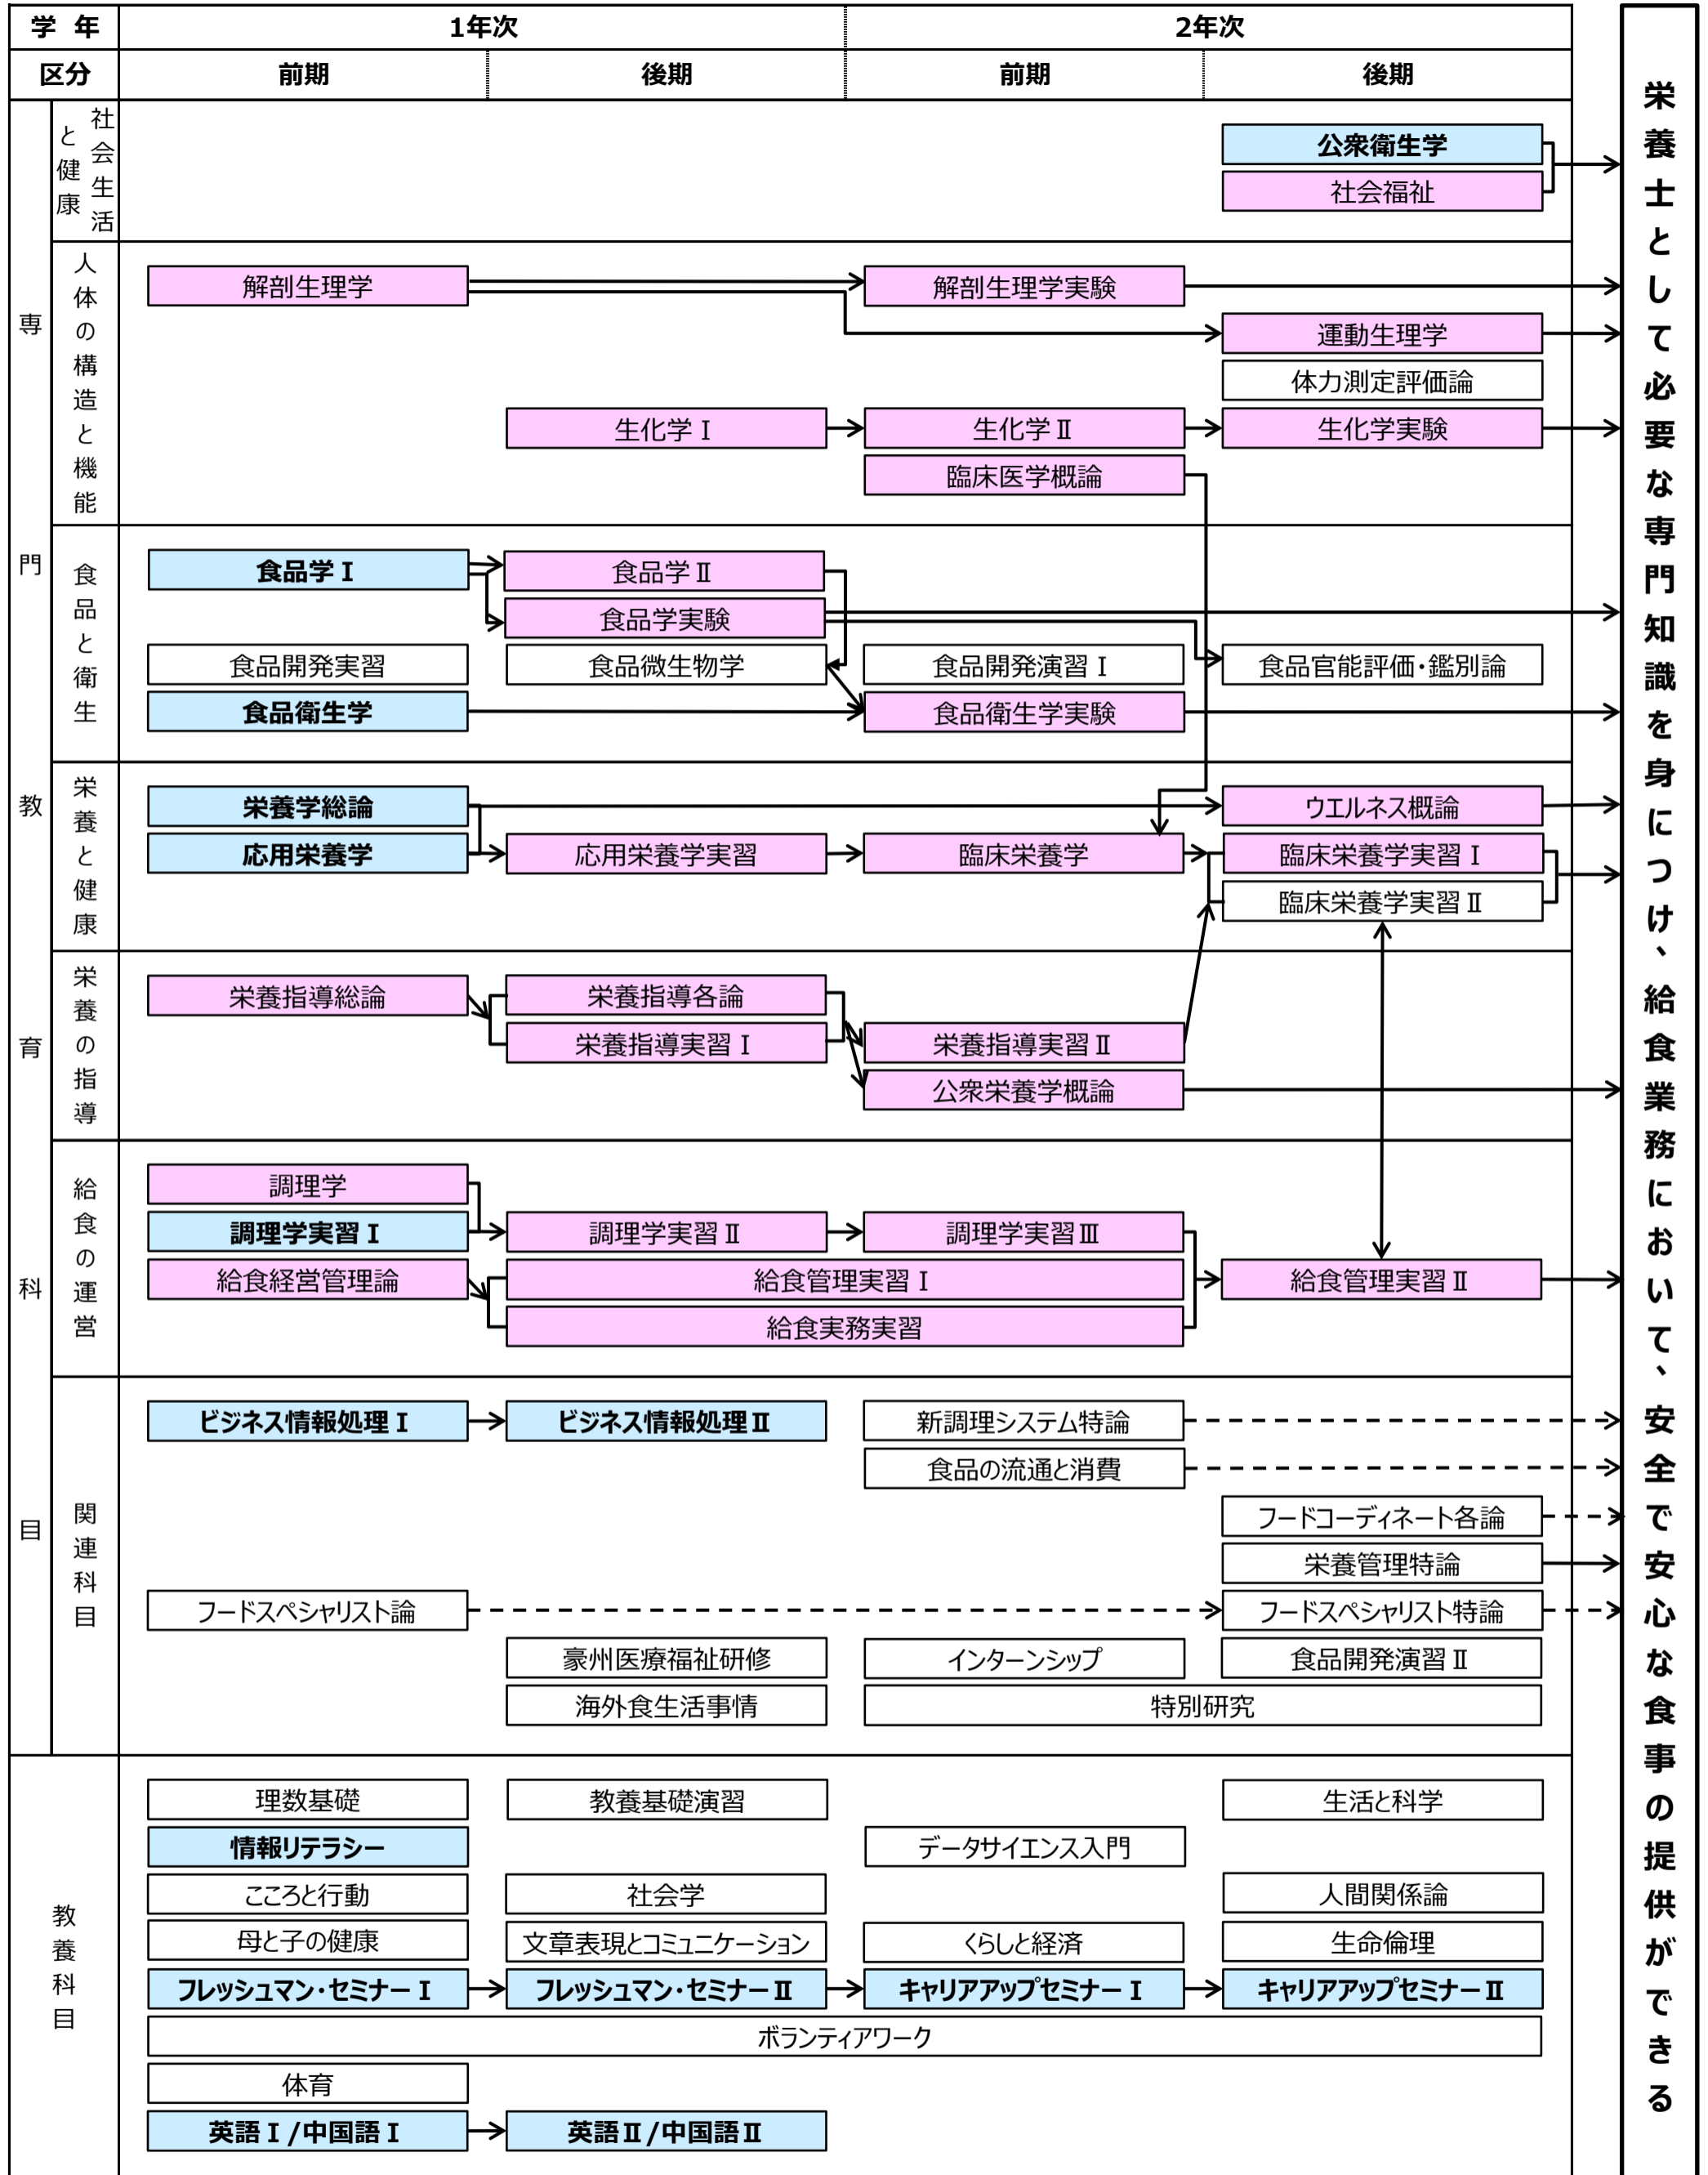 学 年
1年次
2年次
区分
前期
後期
前期
後期
専門教育科目
社会生活と健康
公衆衛生学
社会福祉
人体の構造と機能
解剖生理学
解剖生理学実験
運動生理学
体力測定評価論
生化学Ⅰ
生化学Ⅱ
生化学実験
臨床医学概論
食品と衛生
食品学Ⅰ
食品学Ⅱ
食品学実験
食品開発実習
食品微生物学
食品開発演習Ⅰ
食品官能評価・鑑別論
食品衛生学
食品衛生学実験
栄養と健康
栄養学総論
ウエルネス概論
応用栄養学
応用栄養学実習
臨床栄養学
臨床栄養学実習Ⅰ
臨床栄養学実習Ⅱ
栄養の指導
栄養指導総論
栄養指導各論
栄養指導実習Ⅰ
栄養指導実習Ⅱ
公衆栄養学概論
給食の運営
調理学
調理学実習Ⅰ
調理学実習Ⅱ
調理学実習Ⅲ
給食経営管理論
給食管理実習Ⅰ
給食管理実習Ⅱ
給食実務実習
関連科目
ビジネス情報処理Ⅰ
ビジネス情報処理Ⅱ
新調理システム特論
食品の流通と消費
フードコーディネート各論
栄養管理特論
フードスペシャリスト論
フードスペシャリスト特論
豪州医療福祉研修
インターンシップ
食品開発演習Ⅱ
海外食生活事情
特別研究
教養科目
理数基礎
教養基礎演習
生活と科学
情報リテラシー
データサイエンス入門
こころと行動
社会学
人間関係論
母と子の健康
文章表現とコミュニケーション
くらしと経済
生命倫理
フレッシュマン・セミナーⅠ
フレッシュマン・セミナーⅡ
キャリアアップセミナーⅠ
キャリアアップセミナーⅡ
ボランティアワーク
体育
英語Ⅰ/中国語Ⅰ
英語Ⅱ/中国語Ⅱ
栄養士として必要な専門知識を身につけ、給食業務において、安全で安心な食事の提供ができる